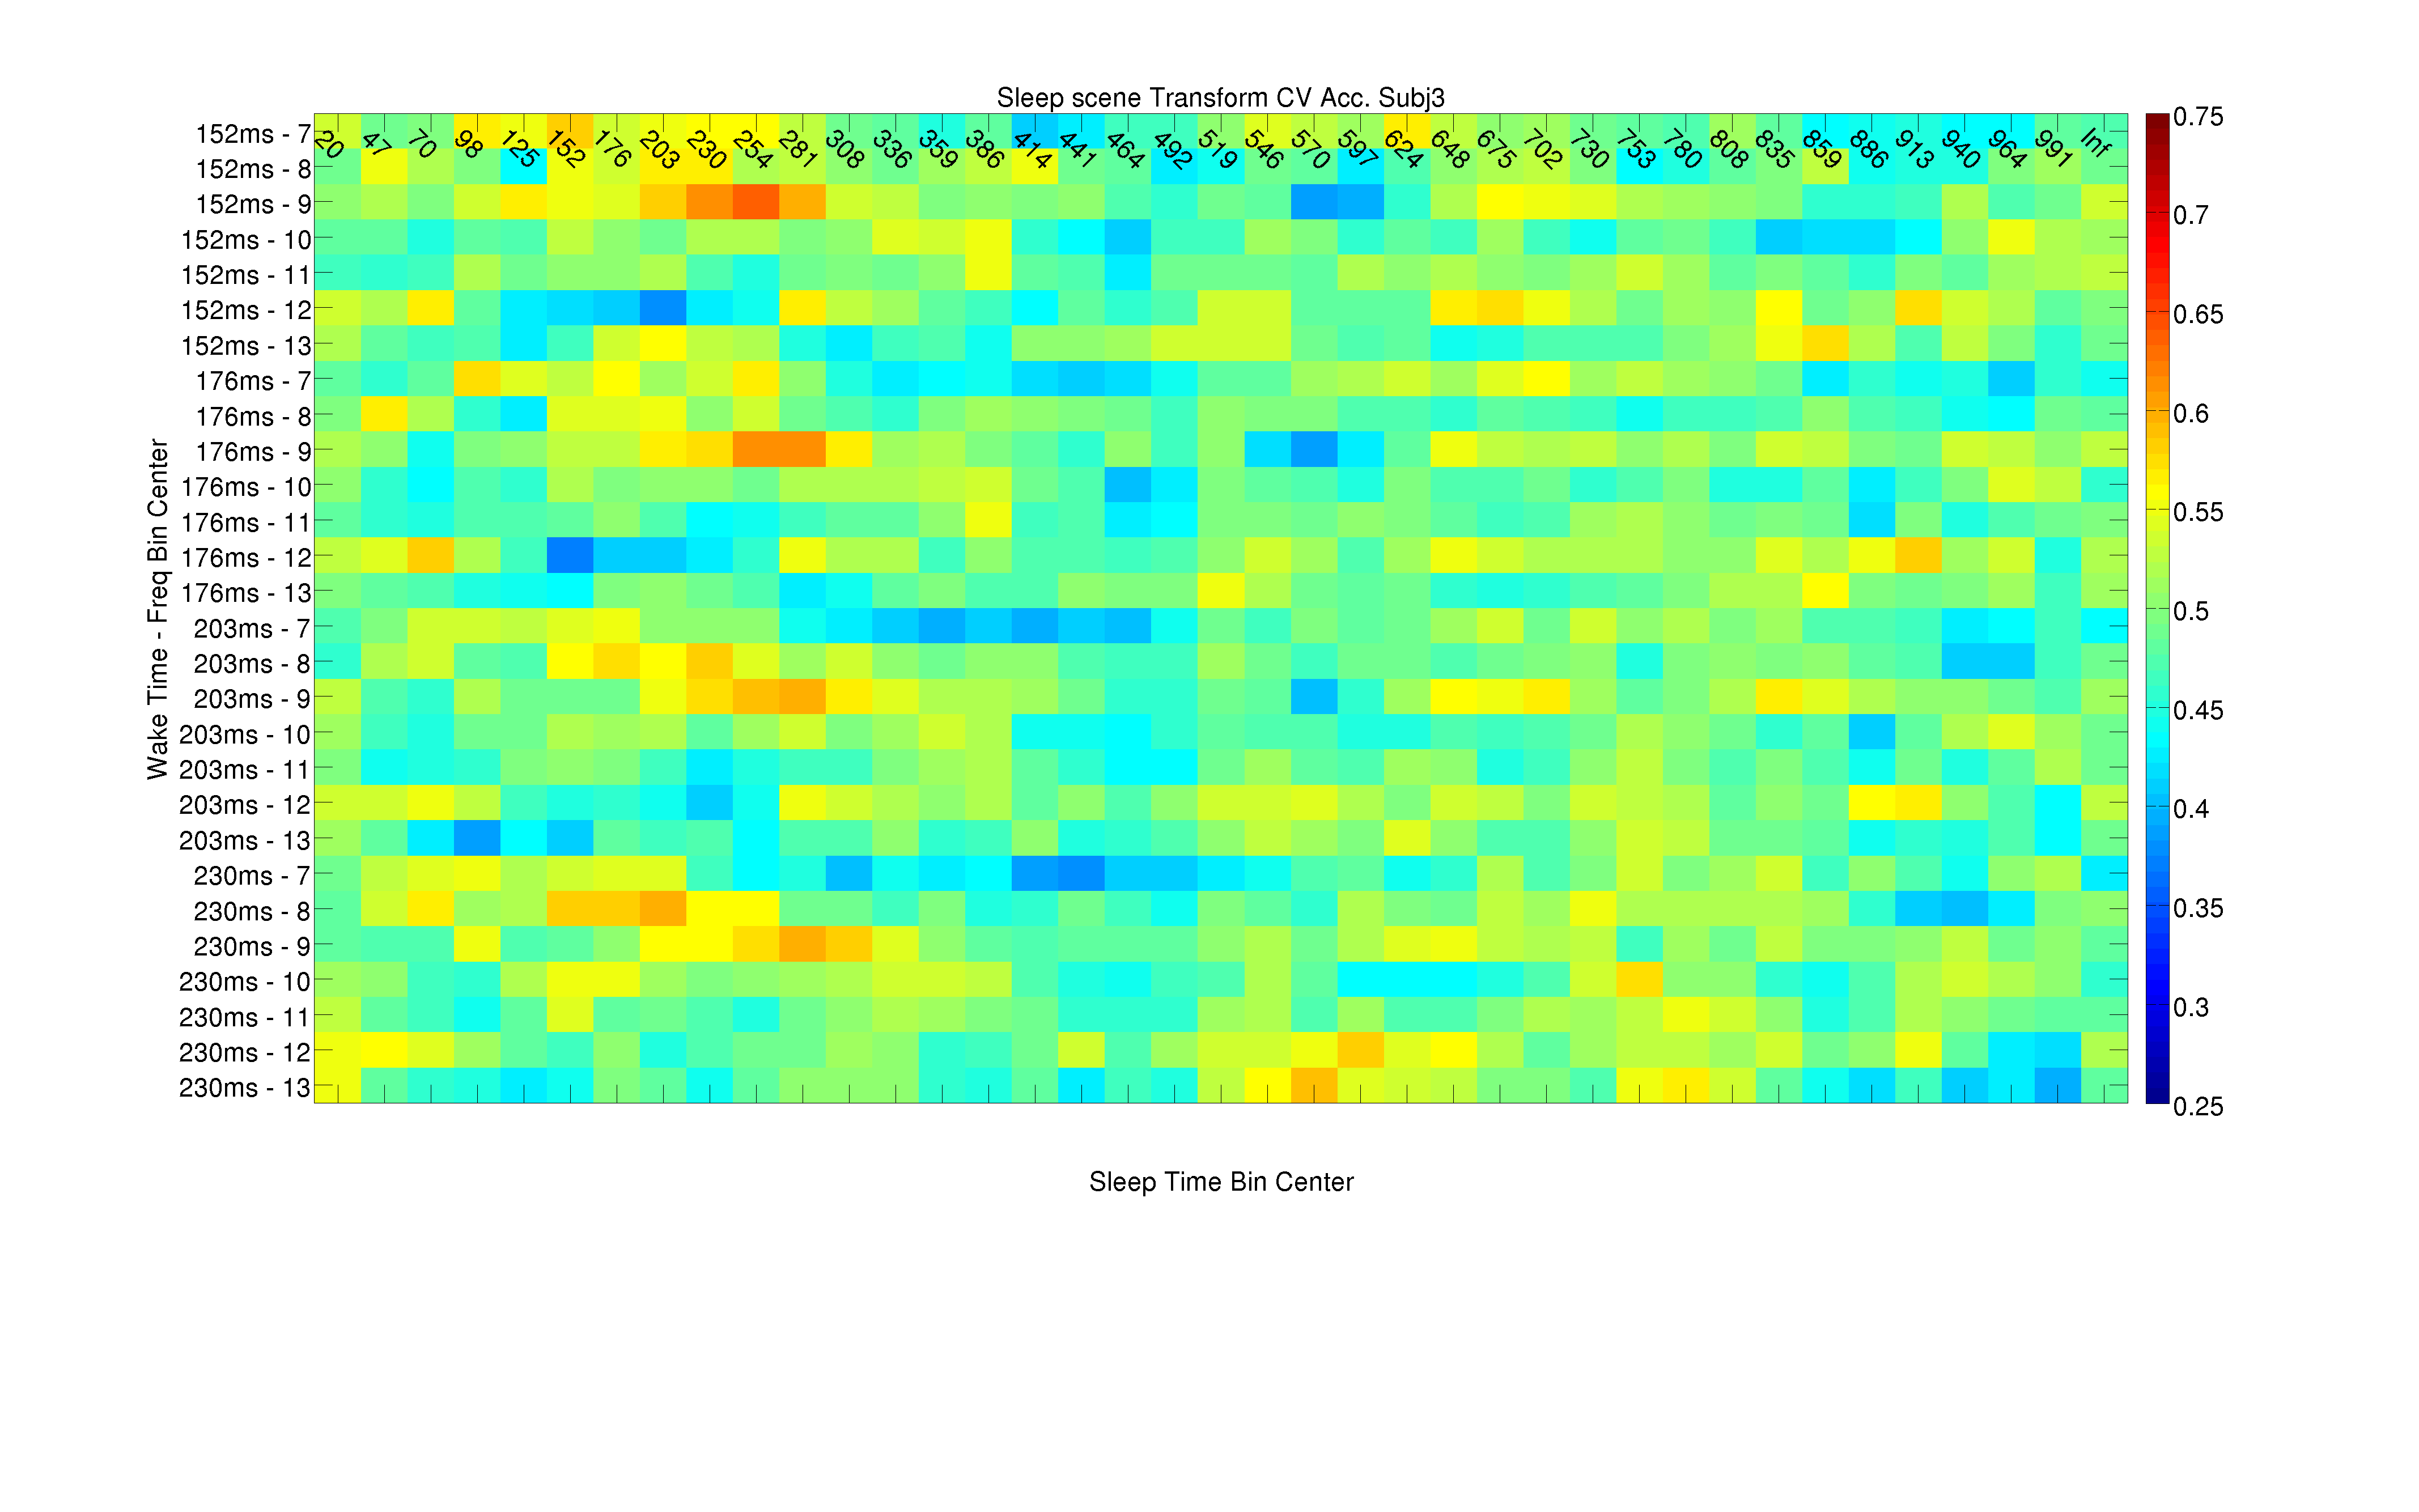 Sleep scene Transform CV Acc. Subj3
20 47 70 98 125 152 176 203 230 254 281 308 336 359 386 414 441 464 492 519 546 570 597 624 648 675 702 730 753 780 808 835 859 886 913 940 964 991 Inf
Wake Time - Freq Bin Center
152ms - 7
152ms - 8
152ms - 9
152ms - 10
152ms - 11
152ms - 12
152ms - 13
176ms - 7
176ms - 8
176ms - 9
176ms - 10
176ms - 11
176ms - 12
176ms - 13
203ms - 7
203ms - 8
203ms - 9
203ms - 10
203ms - 11
203ms - 12
203ms - 13
230ms - 7
230ms - 8
230ms - 9
230ms - 10
230ms - 11
230ms - 12
230ms - 13
0.75
0.7
0.65
0.6
0.55
0.5
0.45
0.4
0.35
0.3
0.25
Sleep Time Bin Center